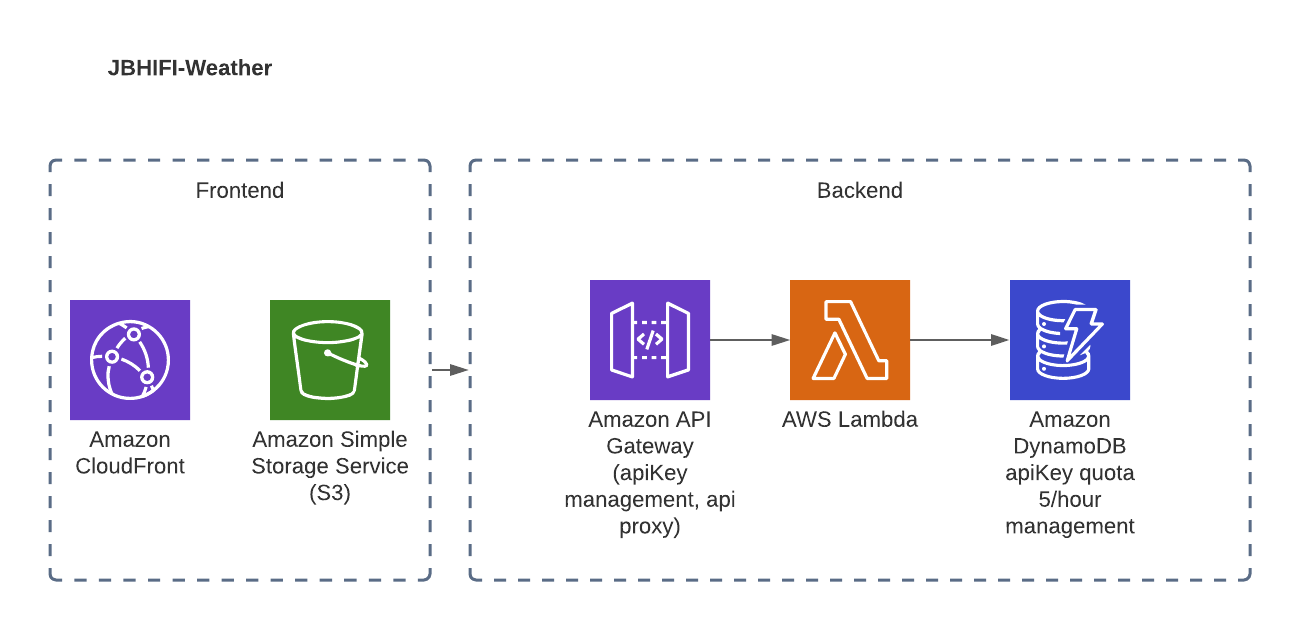 JBHIFI-Weather
Frontend
Backend
Amazon
CloudFront
Amazon Simple
Storage Service
(S3)
Amazon API
Gateway
(apiKey
management, api
proxy)
AWS Lambda
Amazon
DynamoDB
apiKey quota
5/hour
management